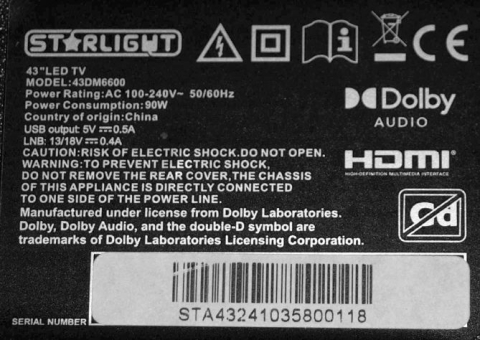 STARLIGHT
43"LED TV
MODEL:43DM6600
Power Rating:AC 100-240V~ 50/60Hz
Power Consumption:90W
Country of origin:China
USB output: 5V⎓0.5A
LNB: 13/18V⎓0.4A
CAUTION:RISK OF ELECTRIC SHOCK.DO NOT OPEN.
WARNING:TO PREVENT ELECTRIC SHOCK,
DO NOT REMOVE THE REAR COVER,THE CHASSIS
OF THIS APPLIANCE IS DIRECTLY CONNECTED
TO ONE SIDE OF THE POWER LINE.
Manufactured under license from Dolby Laboratories.
Dolby, Dolby Audio, and the double-D symbol are
trademarks of Dolby Laboratories Licensing Corporation.
CE
Dolby
AUDIO
HDMI
HIGH-DEFINITION MULTIMEDIA INTERFACE
Cd
SERIAL NUMBER
STA43241035800118